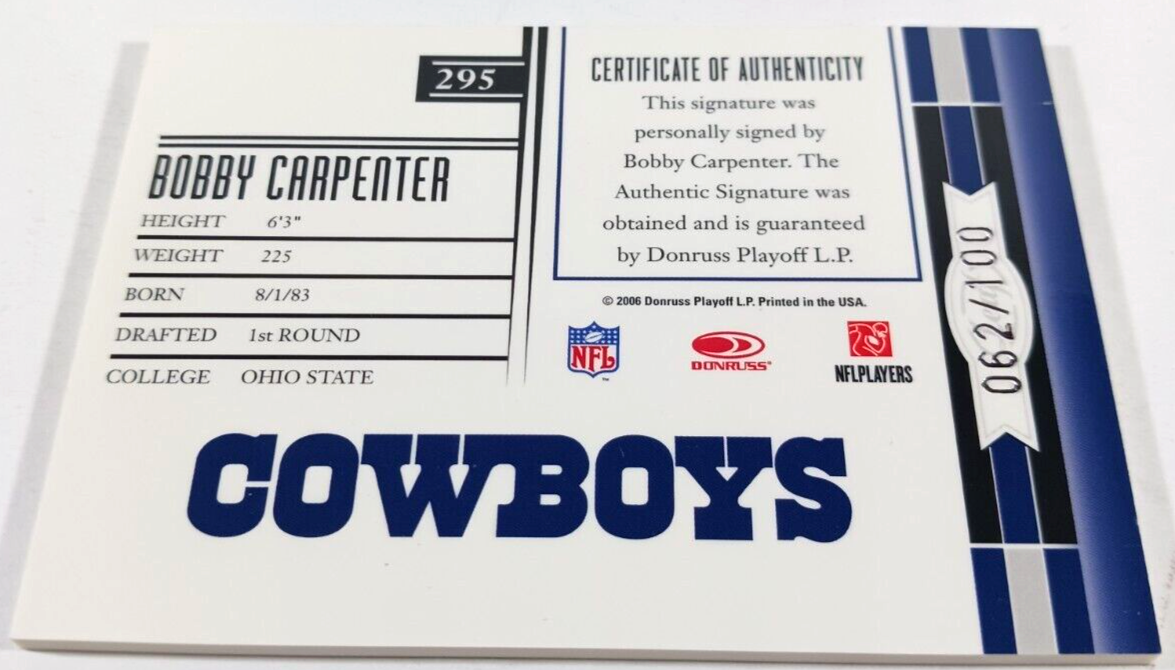 295
BOBBY CARPENTER
HEIGHT 6'3"
WEIGHT 225
BORN 8/1/83
DRAFTED 1st ROUND
COLLEGE OHIO STATE
CERTIFICATE OF AUTHENTICITY
This signature was
personally signed by
Bobby Carpenter. The
Authentic Signature was
obtained and is guaranteed
by Donruss Playoff L.P.
© 2006 Donruss Playoff L.P. Printed in the USA.
NFL
DONRUSS
NFLPLAYERS
COWBOYS
062/100